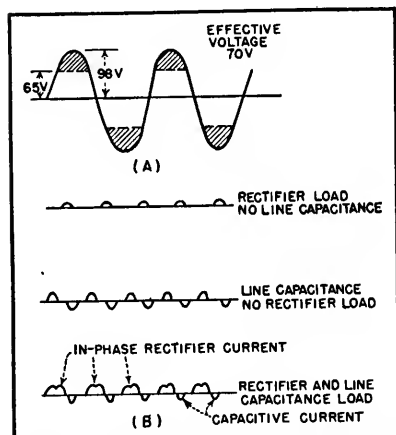 EFFECTIVE
VOLTAGE
70V
98V
65V
(A)
RECTIFIER LOAD
NO LINE CAPACITANCE
LINE CAPACITANCE
NO RECTIFIER LOAD
IN-PHASE RECTIFIER CURRENT
RECTIFIER AND LINE
CAPACITANCE LOAD
(B)
CAPACITIVE CURRENT